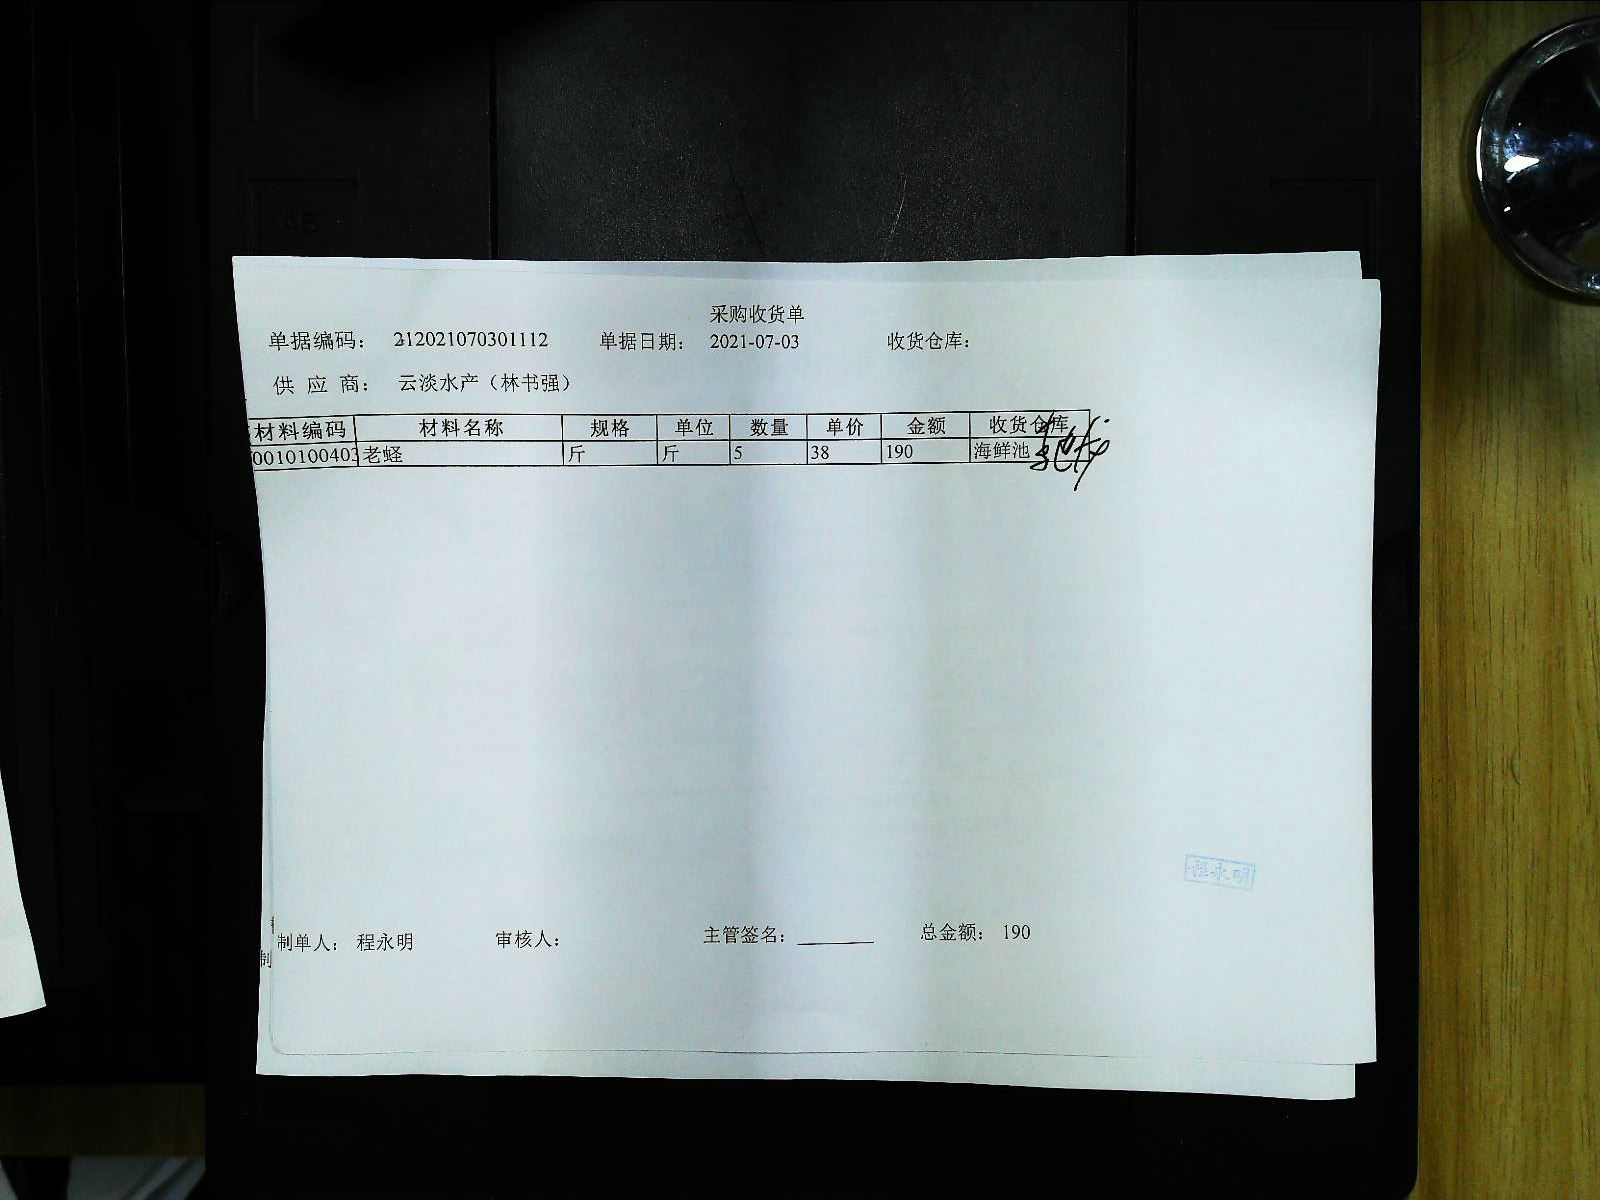 采购收货单
单据编码： 212021070301112 单据日期： 2021-07-03 收货仓库：
供 应 商： 云淡水产（林书强）
材料编码 材料名称 规格 单位 数量 单价 金额 收货仓库
0010100403 老蛏 斤 斤 5 38 190 海鲜池
程永明
制单人： 程永明 审核人： 主管签名： 总金额： 190
制